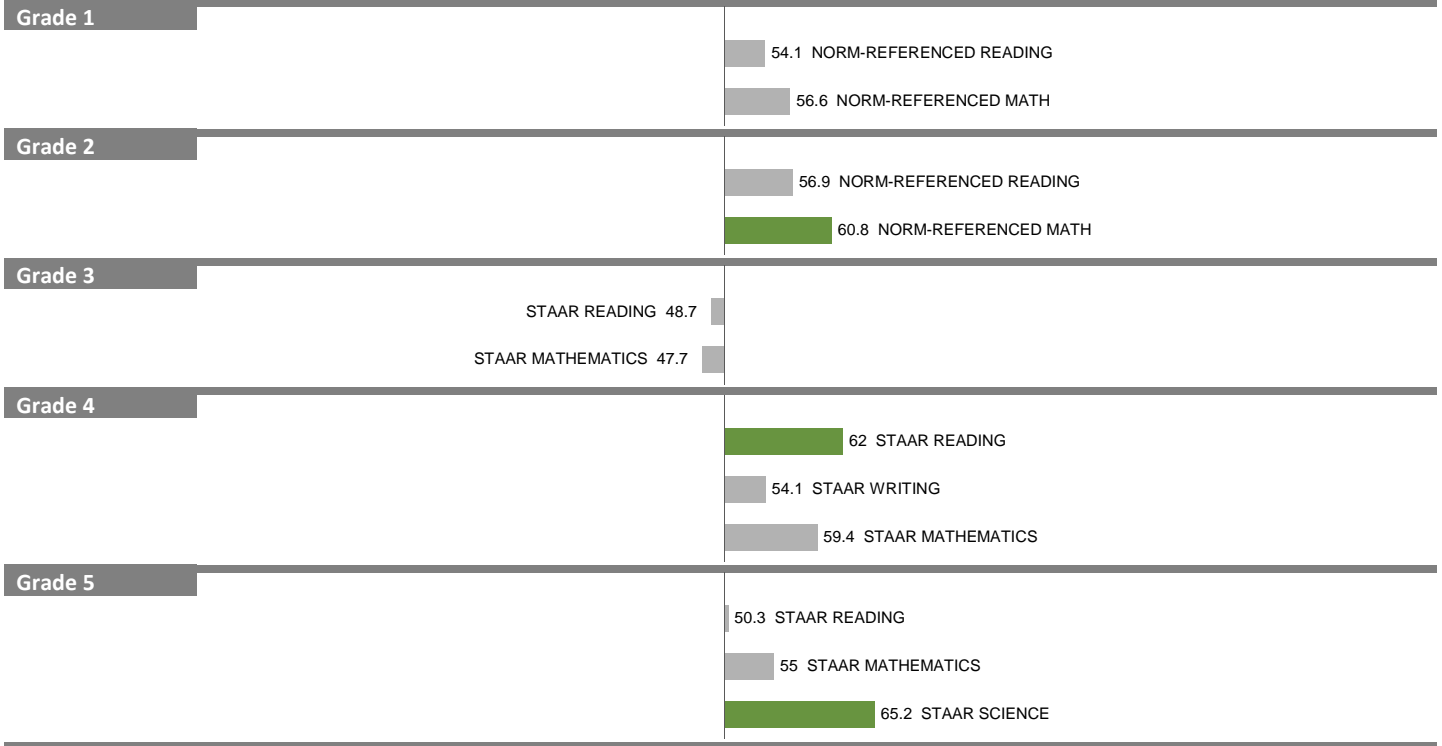 Grade 1
54.1 NORM-REFERENCED READING
56.6 NORM-REFERENCED MATH
Grade 2
56.9 NORM-REFERENCED READING
60.8 NORM-REFERENCED MATH
Grade 3
STAAR READING 48.7
STAAR MATHEMATICS 47.7
Grade 4
62 STAAR READING
54.1 STAAR WRITING
59.4 STAAR MATHEMATICS
Grade 5
50.3 STAAR READING
55 STAAR MATHEMATICS
65.2 STAAR SCIENCE